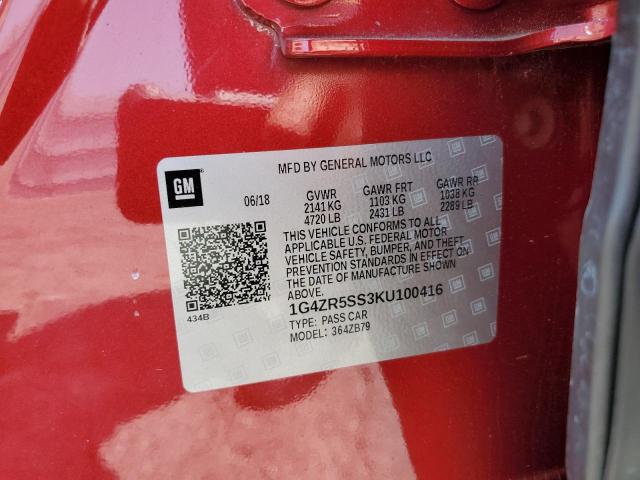 MFD BY GENERAL MOTORS LLC
GM
06/18
GVWR GAWR FRT GAWR RR
2141 KG 1103 KG 1038 KG
4720 LB 2431 LB 2289 LB
THIS VEHICLE CONFORMS TO ALL
APPLICABLE U.S. FEDERAL MOTOR
VEHICLE SAFETY, BUMPER, AND THEFT
PREVENTION STANDARDS IN EFFECT ON
THE DATE OF MANUFACTURE SHOWN
ABOVE.
434B
1G4ZR5SS3KU100416
TYPE: PASS CAR
MODEL: 364ZB79